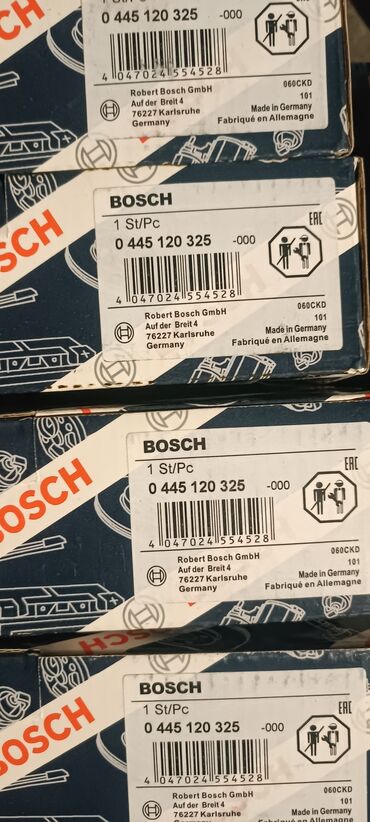 1 St/Pc
0 445 120 325 -000
4 047024 554528
060CKD
101
Robert Bosch GmbH
Auf der Breit 4
76227 Karlsruhe
Germany
Made in Germany
Fabriqué en Allemagne
BOSCH
BOSCH
EAC
1 St/Pc
0 445 120 325 -000
4 047024 554528
060CKD
101
Robert Bosch GmbH
Auf der Breit 4
76227 Karlsruhe
Germany
Made in Germany
Fabriqué en Allemagne
BOSCH
BOSCH
EAC
1 St/Pc
0 445 120 325 -000
4 047024 554528
060CKD
101
Robert Bosch GmbH
Auf der Breit 4
76227 Karlsruhe
Germany
Made in Germany
Fabriqué en Allemagne
BOSCH
BOSCH
EAC
1 St/Pc
0 445 120 325 -000
4 047024 554528
060CKD
101
Robert Bosch GmbH
Auf der Breit 4
76227 Karlsruhe
Germany
Made in Germany
Fabriqué en Allemagne